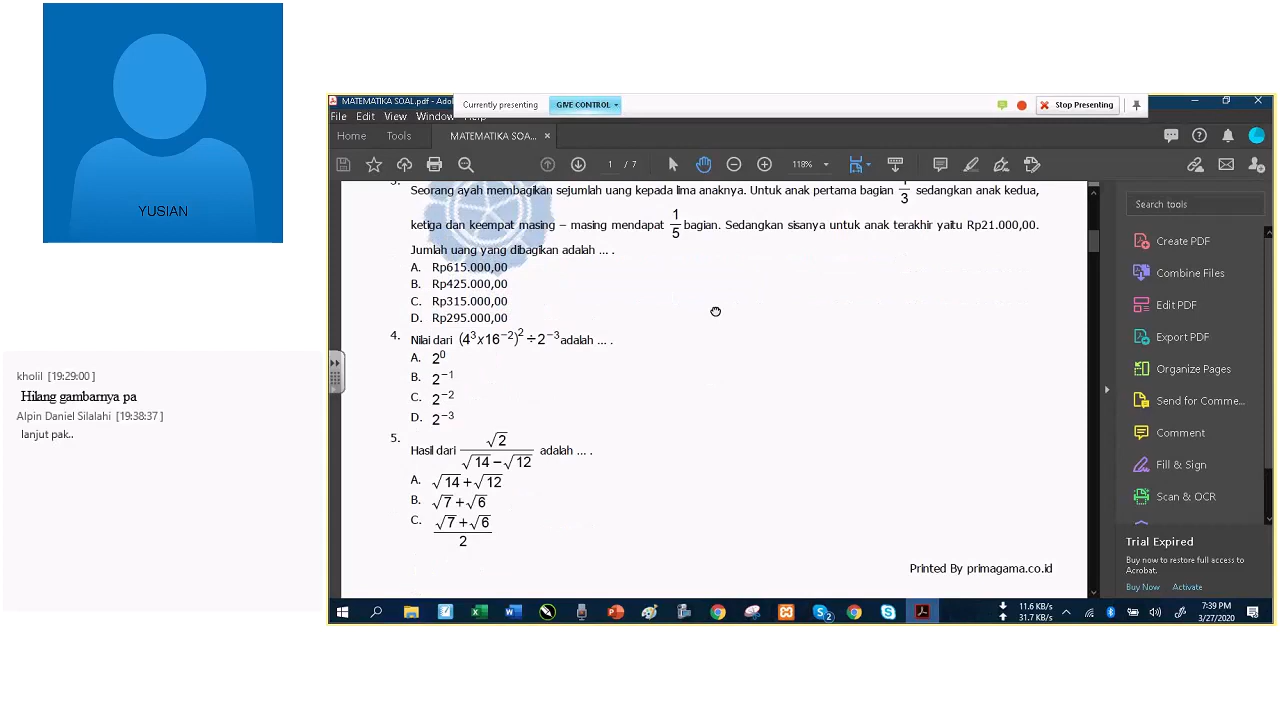 YUSIAN
kholil [19:29:00 ]
Hilang gambarnya pa
Alpin Daniel Silalahi [19:38:37]
lanjut pak..
MATEMATIKA SOAL.pdf - Ado
Currently presenting
GIVE CONTROL
Stop Presenting
File Edit View Window Help
Home Tools MATEMATIKA SOA... ×
1 / 7
118%
Seorang ayah membagikan sejumlah uang kepada lima anaknya. Untuk anak pertama bagian 1/3 sedangkan anak kedua,
ketiga dan keempat masing – masing mendapat 1/5 bagian. Sedangkan sisanya untuk anak terakhir yaitu Rp21.000,00.
Jumlah uang yang dibagikan adalah ... .
A. Rp615.000,00
B. Rp425.000,00
C. Rp315.000,00
D. Rp295.000,00
4. Nilai dari (4³x16⁻²)²÷2⁻³ adalah ... .
A. 2⁰
B. 2⁻¹
C. 2⁻²
D. 2⁻³
5. Hasil dari √2/(√14−√12) adalah ... .
A. √14+√12
B. √7+√6
C. (√7+√6)/2
Printed By primagama.co.id
Search tools
Create PDF
Combine Files
Edit PDF
Export PDF
Organize Pages
Send for Comme...
Comment
Fill & Sign
Scan & OCR
Trial Expired
Buy now to restore full access to
Acrobat.
Buy Now Activate
11.6 KB/s
31.7 KB/s
7:39 PM
3/27/2020